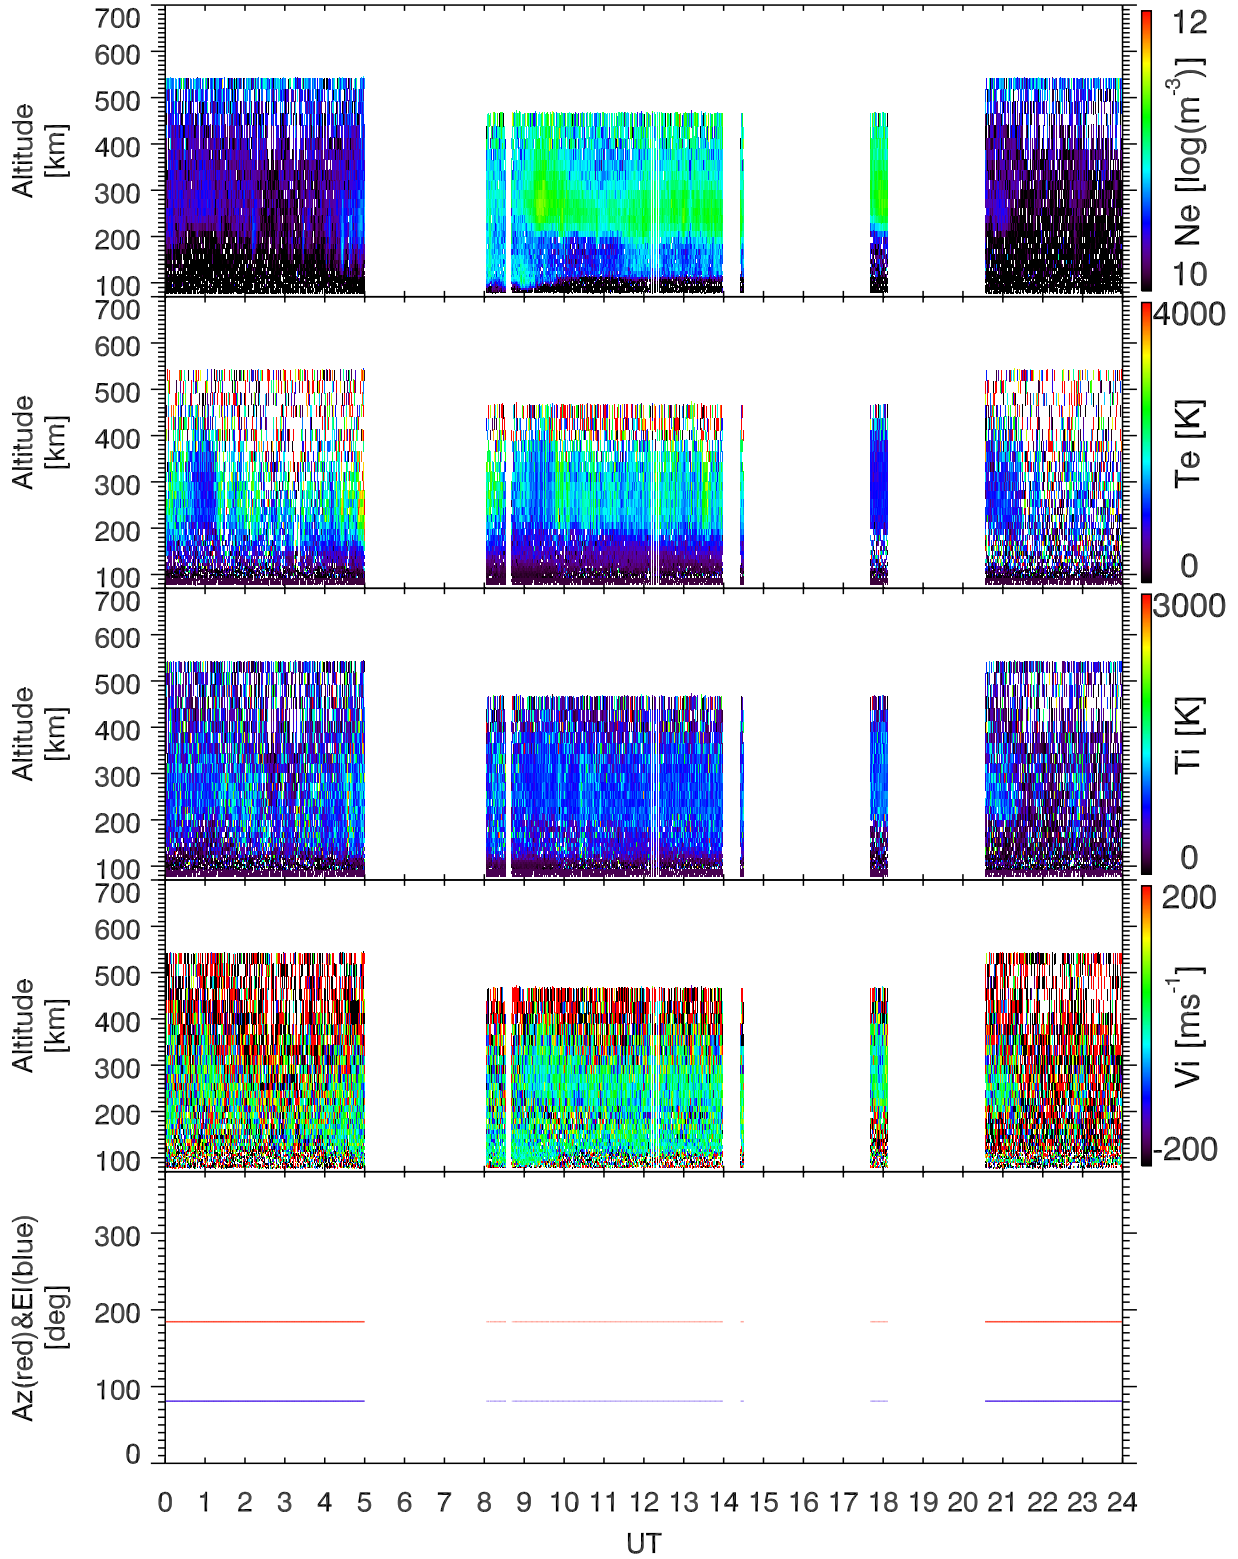 700
600
500
400
300
200
100
Altitude
[km]
12
Ne [log(m⁻³)]
10
700
600
500
400
300
200
100
Altitude
[km]
4000
Te [K]
0
700
600
500
400
300
200
100
Altitude
[km]
3000
Ti [K]
0
700
600
500
400
300
200
100
Altitude
[km]
200
Vi [ms⁻¹]
-200
300
200
100
0
Az(red)&El(blue)
[deg]
0 1 2 3 4 5 6 7 8 9 10 11 12 13 14 15 16 17 18 19 20 21 22 23 24
UT